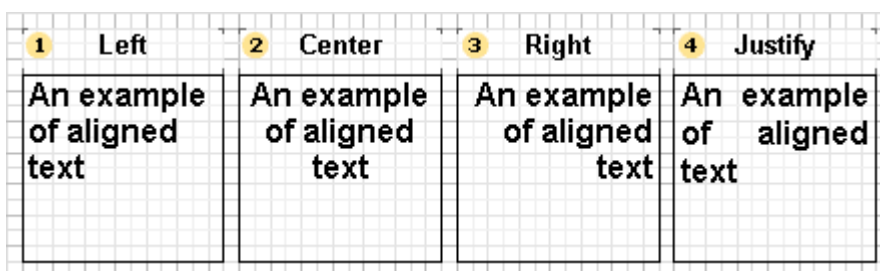 1 Left
2 Center
3 Right
4 Justify
An example
of aligned
text
An example
of aligned
text
An example
of aligned
text
An example
of aligned
text